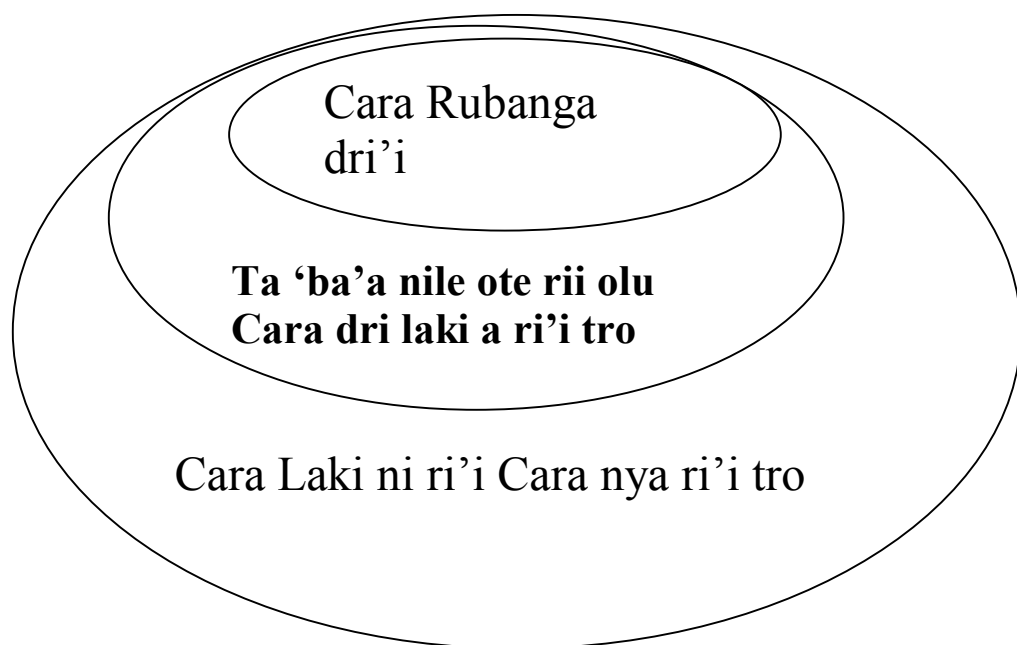 Cara Rubanga
dri’i
Ta ‘ba’a nile ote rii olu
Cara dri laki a ri’i tro
Cara Laki ni ri’i Cara nya ri’i tro